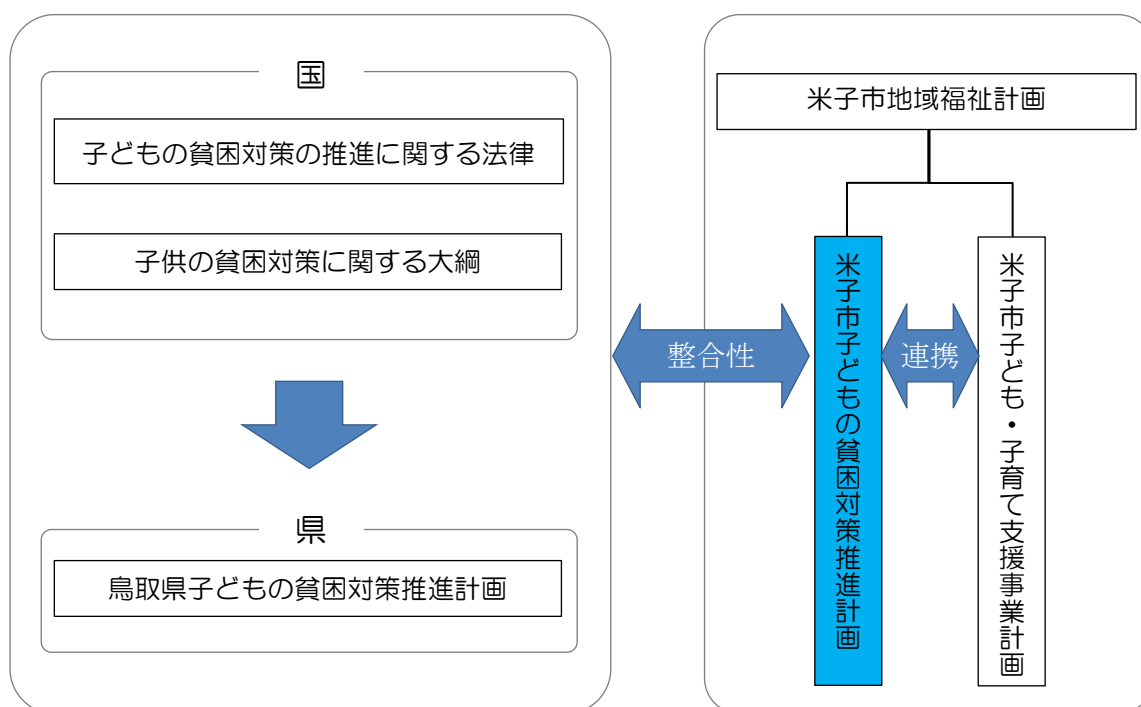 国
子どもの貧困対策の推進に関する法律
子供の貧困対策に関する大綱
県
鳥取県子どもの貧困対策推進計画
整合性
米子市地域福祉計画
米子市子どもの貧困対策推進計画
連携
米子市子ども・子育て支援事業計画